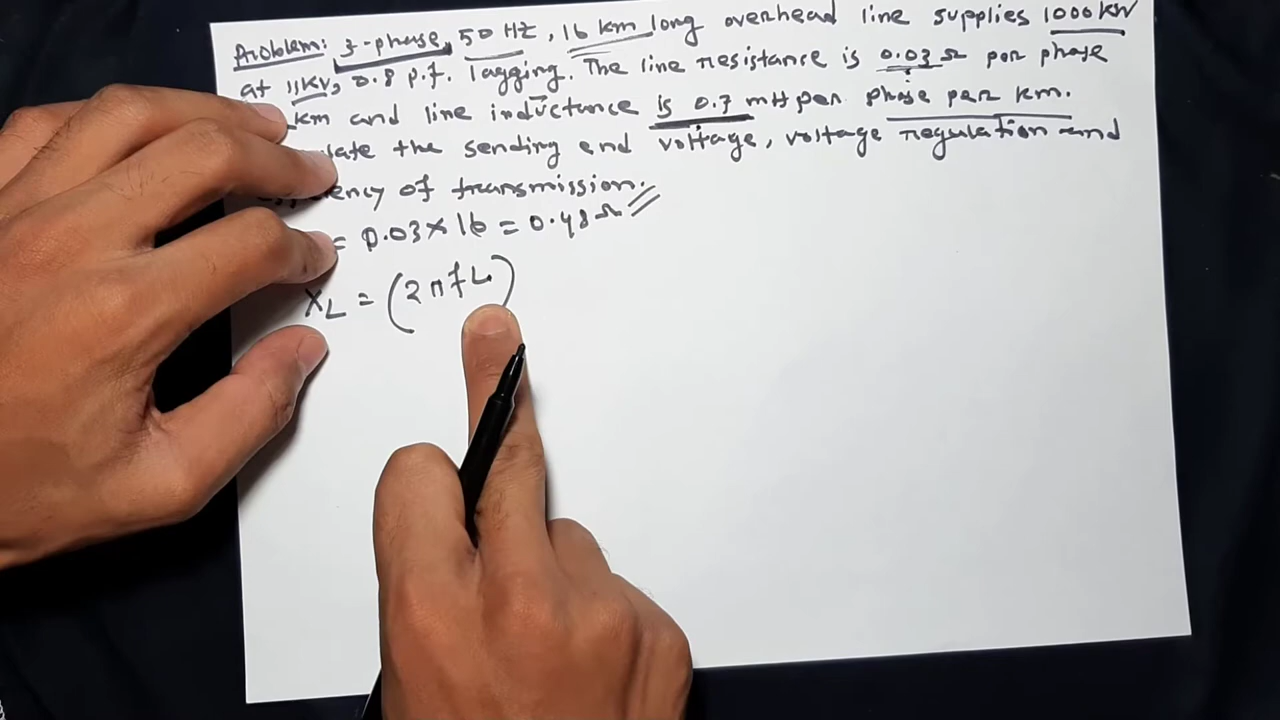 Problem: 3-phase, 50 Hz, 16 km long overhead line supplies 1000 kW
at 11kV, 0.8 p.f. lagging. The line resistance is 0.03 Ω per phase
km and line inductance is 0.7 mH per phase per km.
the sending end voltage, voltage regulation and
of transmission.
= 0.03 × 16 = 0.48 Ω //
XL = (2πfL)